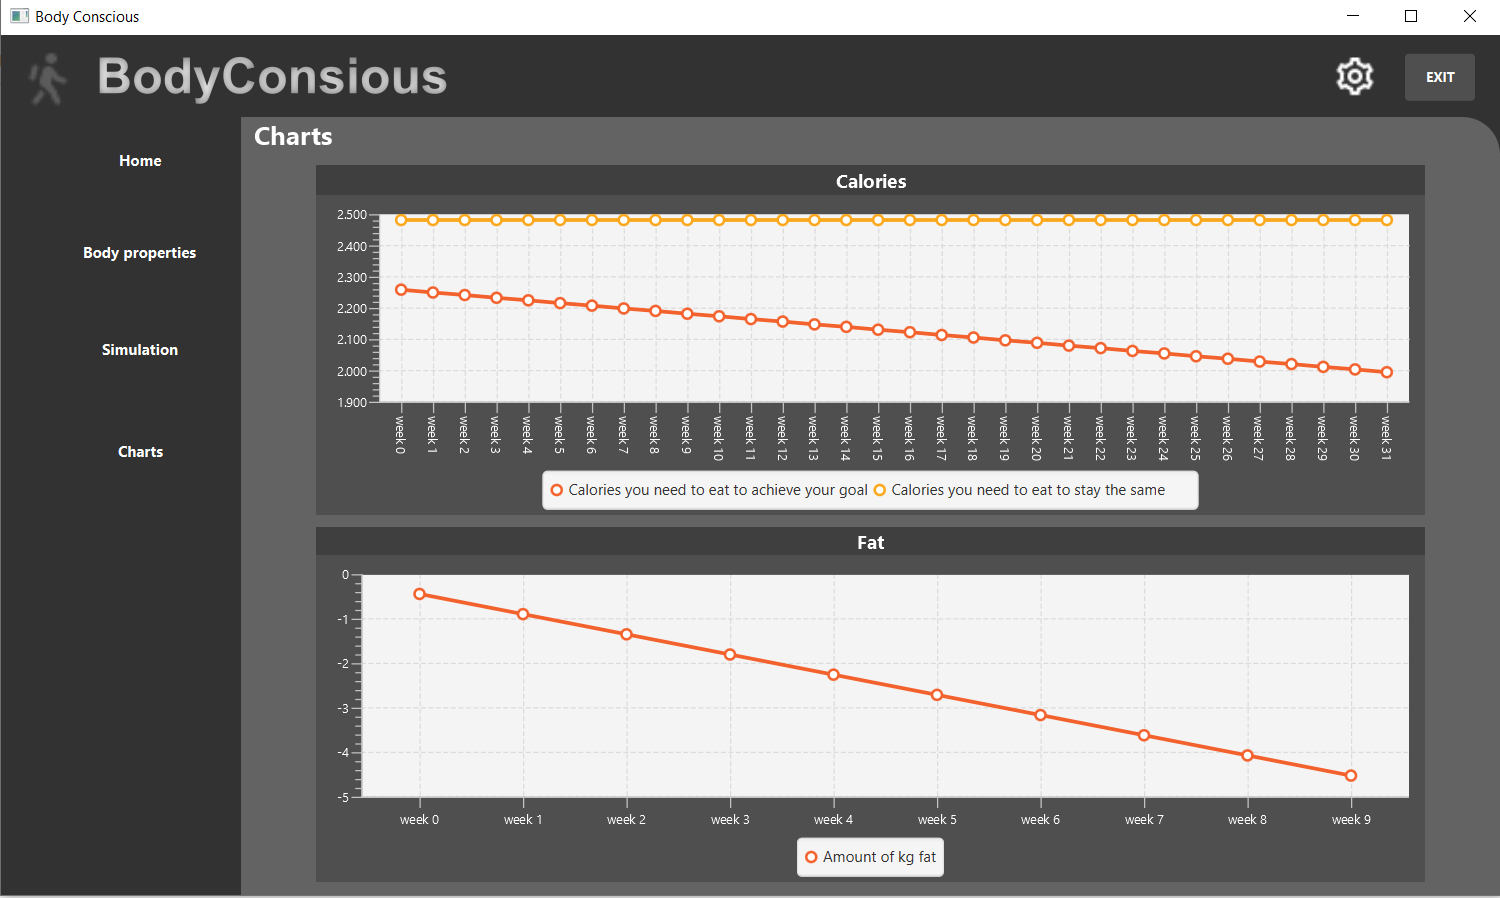 Body Conscious
BodyConsious
EXIT
Home
Body properties
Simulation
Charts
Charts
Calories
2.500
2.400
2.300
2.200
2.100
2.000
1.900
week 0
week 1
week 2
week 3
week 4
week 5
week 6
week 7
week 8
week 9
week 10
week 11
week 12
week 13
week 14
week 15
week 16
week 17
week 18
week 19
week 20
week 21
week 22
week 23
week 24
week 25
week 26
week 27
week 28
week 29
week 30
week 31
Calories you need to eat to achieve your goal
Calories you need to eat to stay the same
Fat
0
-1
-2
-3
-4
-5
week 0
week 1
week 2
week 3
week 4
week 5
week 6
week 7
week 8
week 9
Amount of kg fat